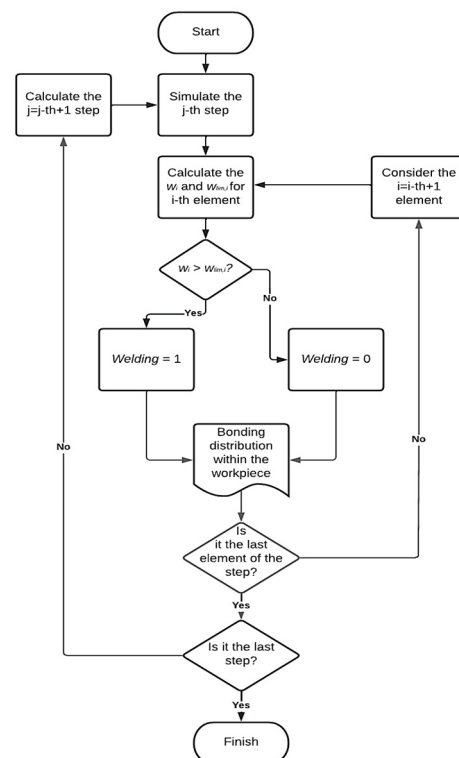 Start
Calculate the
j=j-th+1 step
Simulate the
j-th step
Calculate the
wᵢ and wₗᵢₘ,ᵢ for
i-th element
Consider the
i=i-th+1
element
wᵢ > wₗᵢₘ,ᵢ?
Yes
No
Welding = 1
Welding = 0
Bonding
distribution
within the
workpiece
No
No
Is
it the last
element of the
step?
Yes
Is it the last
step?
Yes
Finish